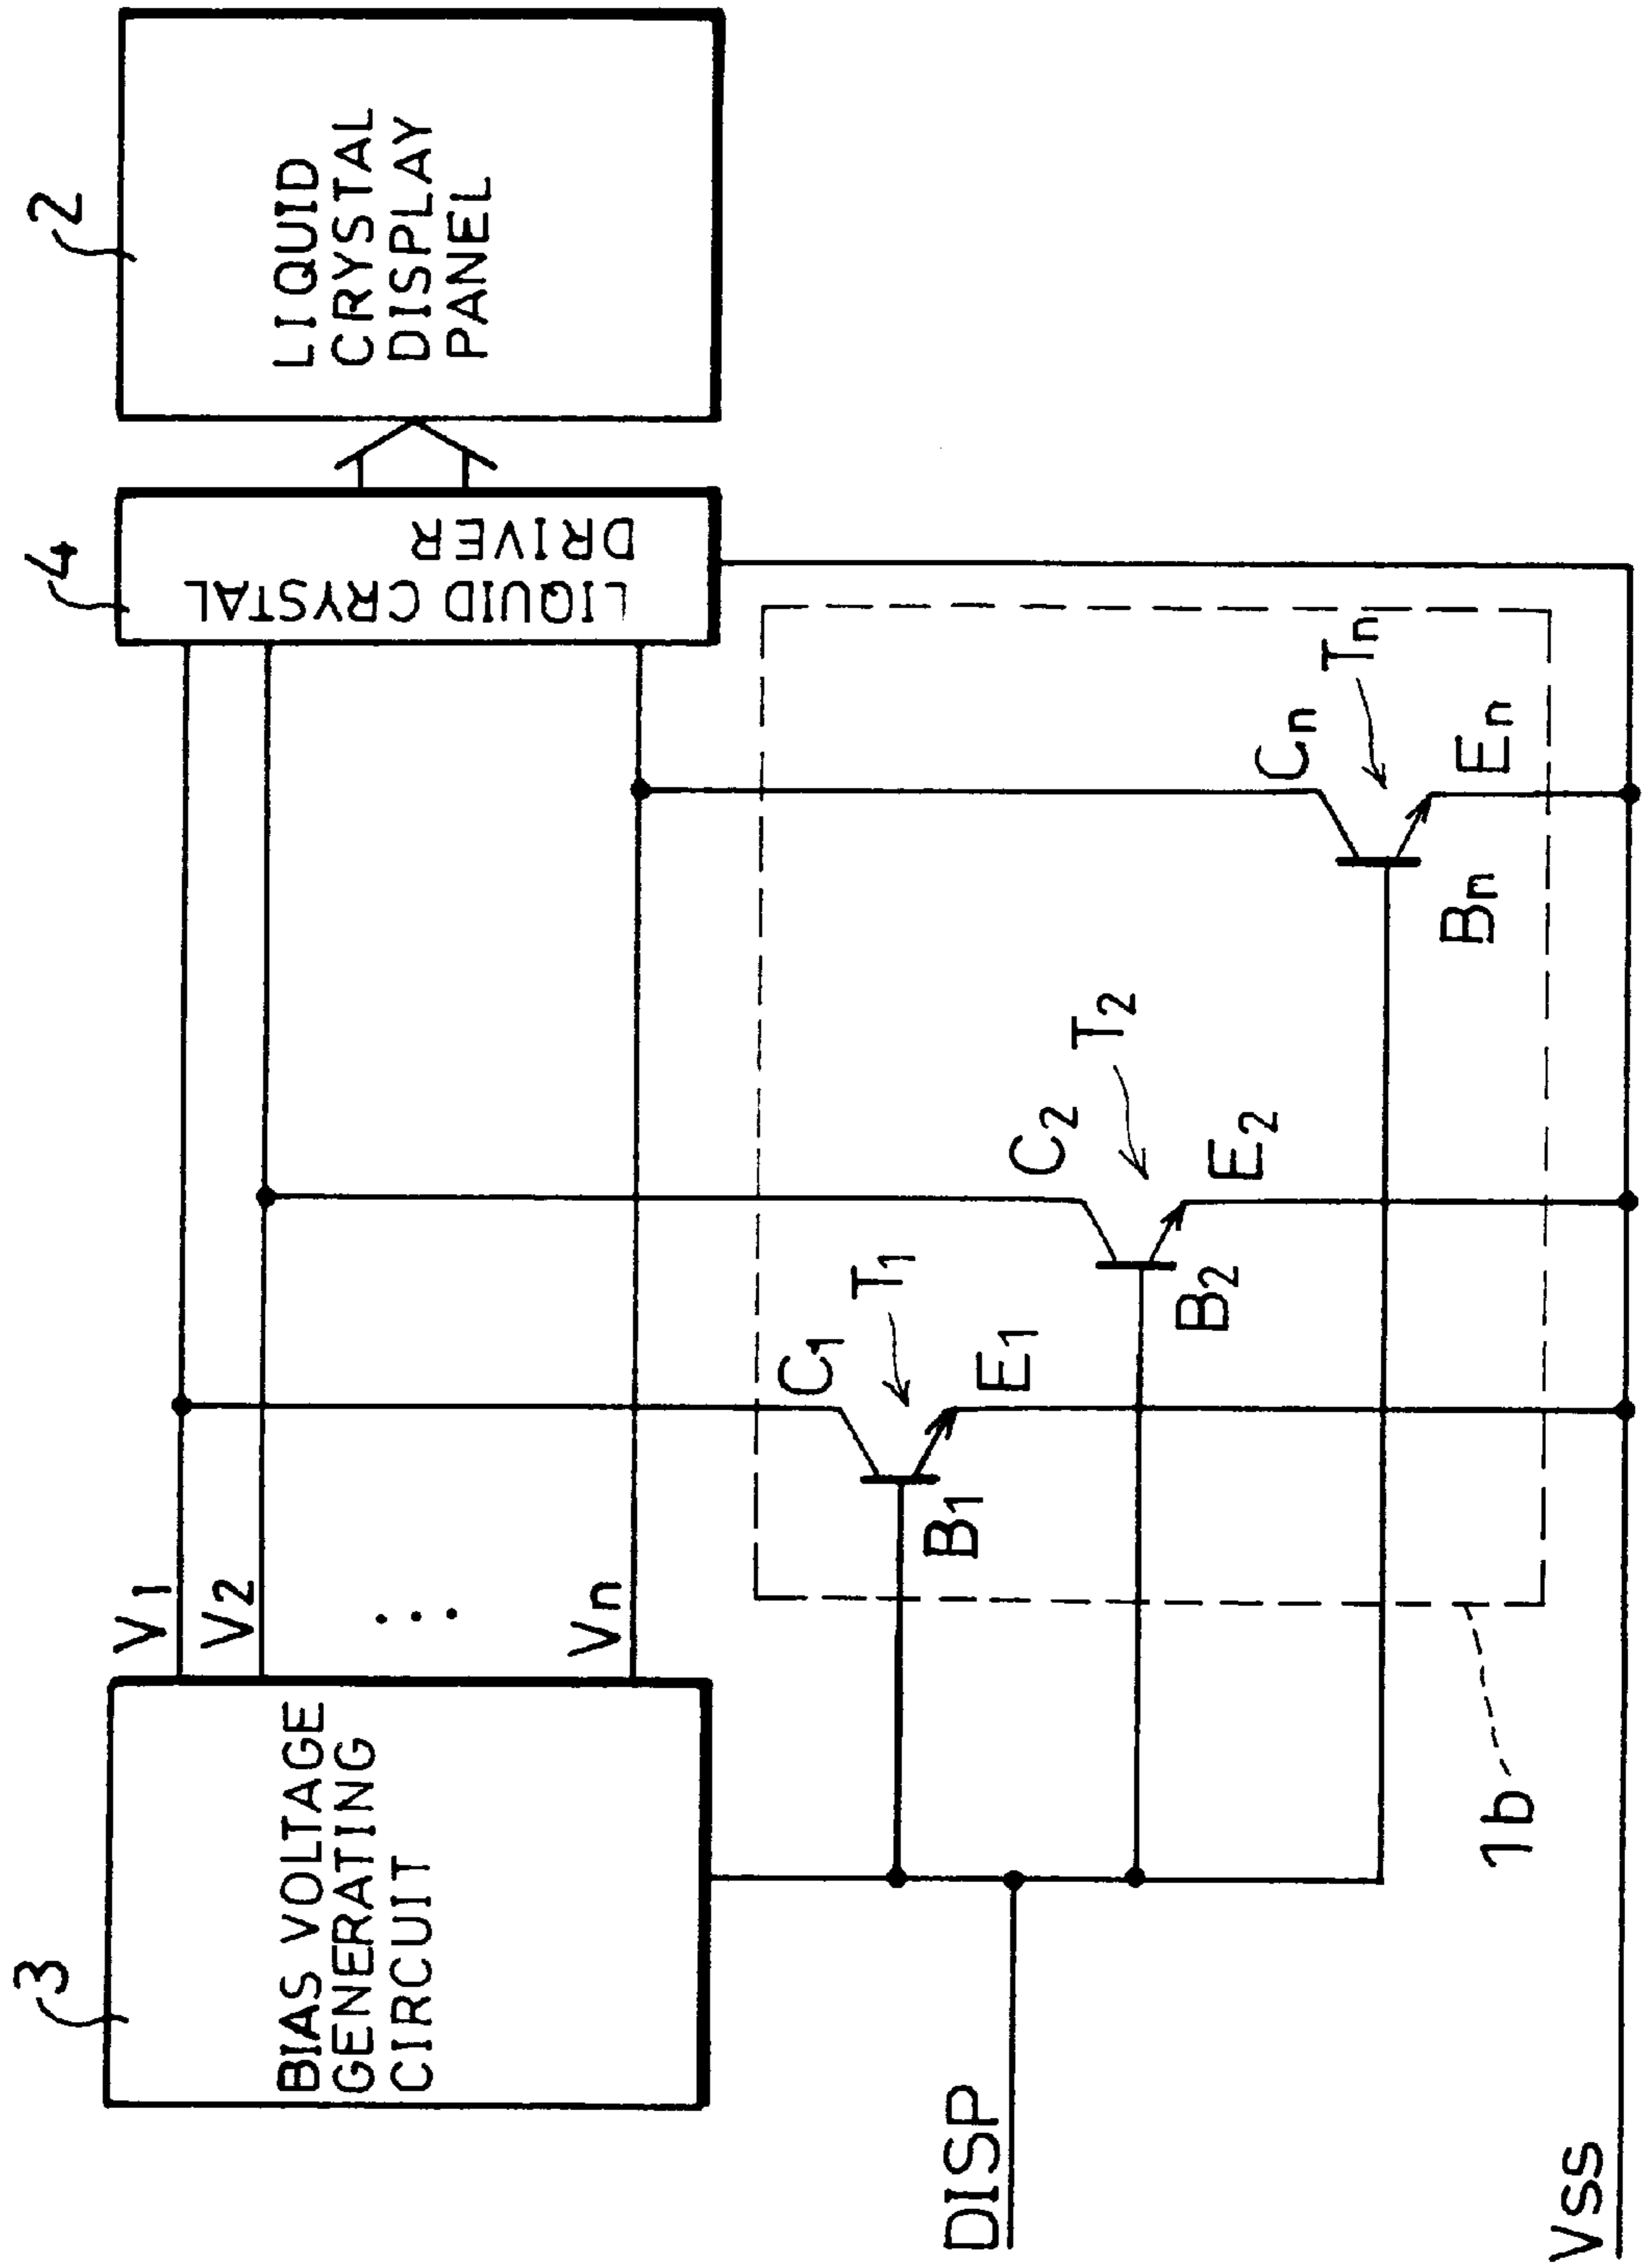 3
BIAS VOLTAGE
GENERATING
CIRCUIT
V1
V2
...
Vn
4
LIQUID CRYSTAL
DRIVER
2
LIQUID
CRYSTAL
DISPLAY
PANEL
C1
T1
B1
E1
C2
T2
B2
E2
Cn
Tn
Bn
En
DISP
1b
Vss